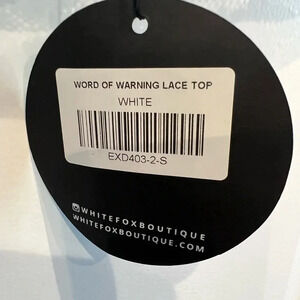 WORD OF WARNING LACE TOP
WHITE
EXD403-2-S
WHITEFOXBOUTIQUE
WHITEFOXBOUTIQUE.COM